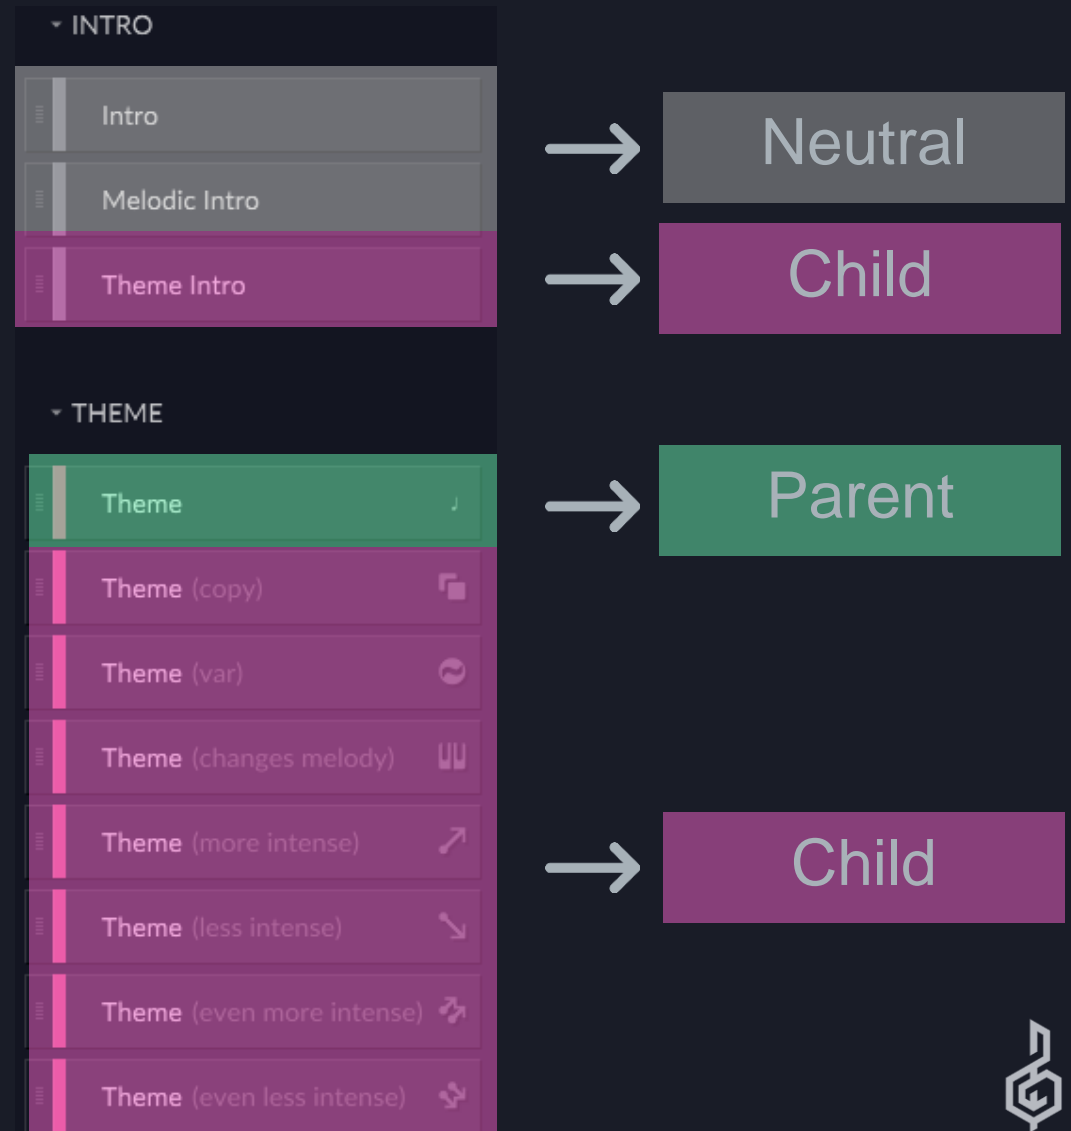 INTRO
Intro
Neutral
Melodic Intro
Theme Intro
Child
THEME
Theme
Parent
Theme (copy)
Theme (var)
Theme (changes melody)
Theme (more intense)
Child
Theme (less intense)
Theme (even more intense)
Theme (even less intense)